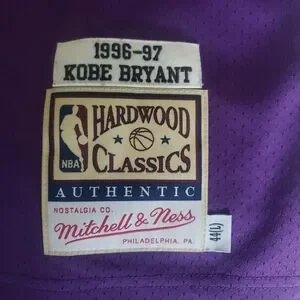 1996-97
KOBE BRYANT
HARDWOOD
NBA
CLASSICS
AUTHENTIC
NOSTALGIA CO.
Mitchell & Ness
PHILADELPHIA, PA.
44(L)